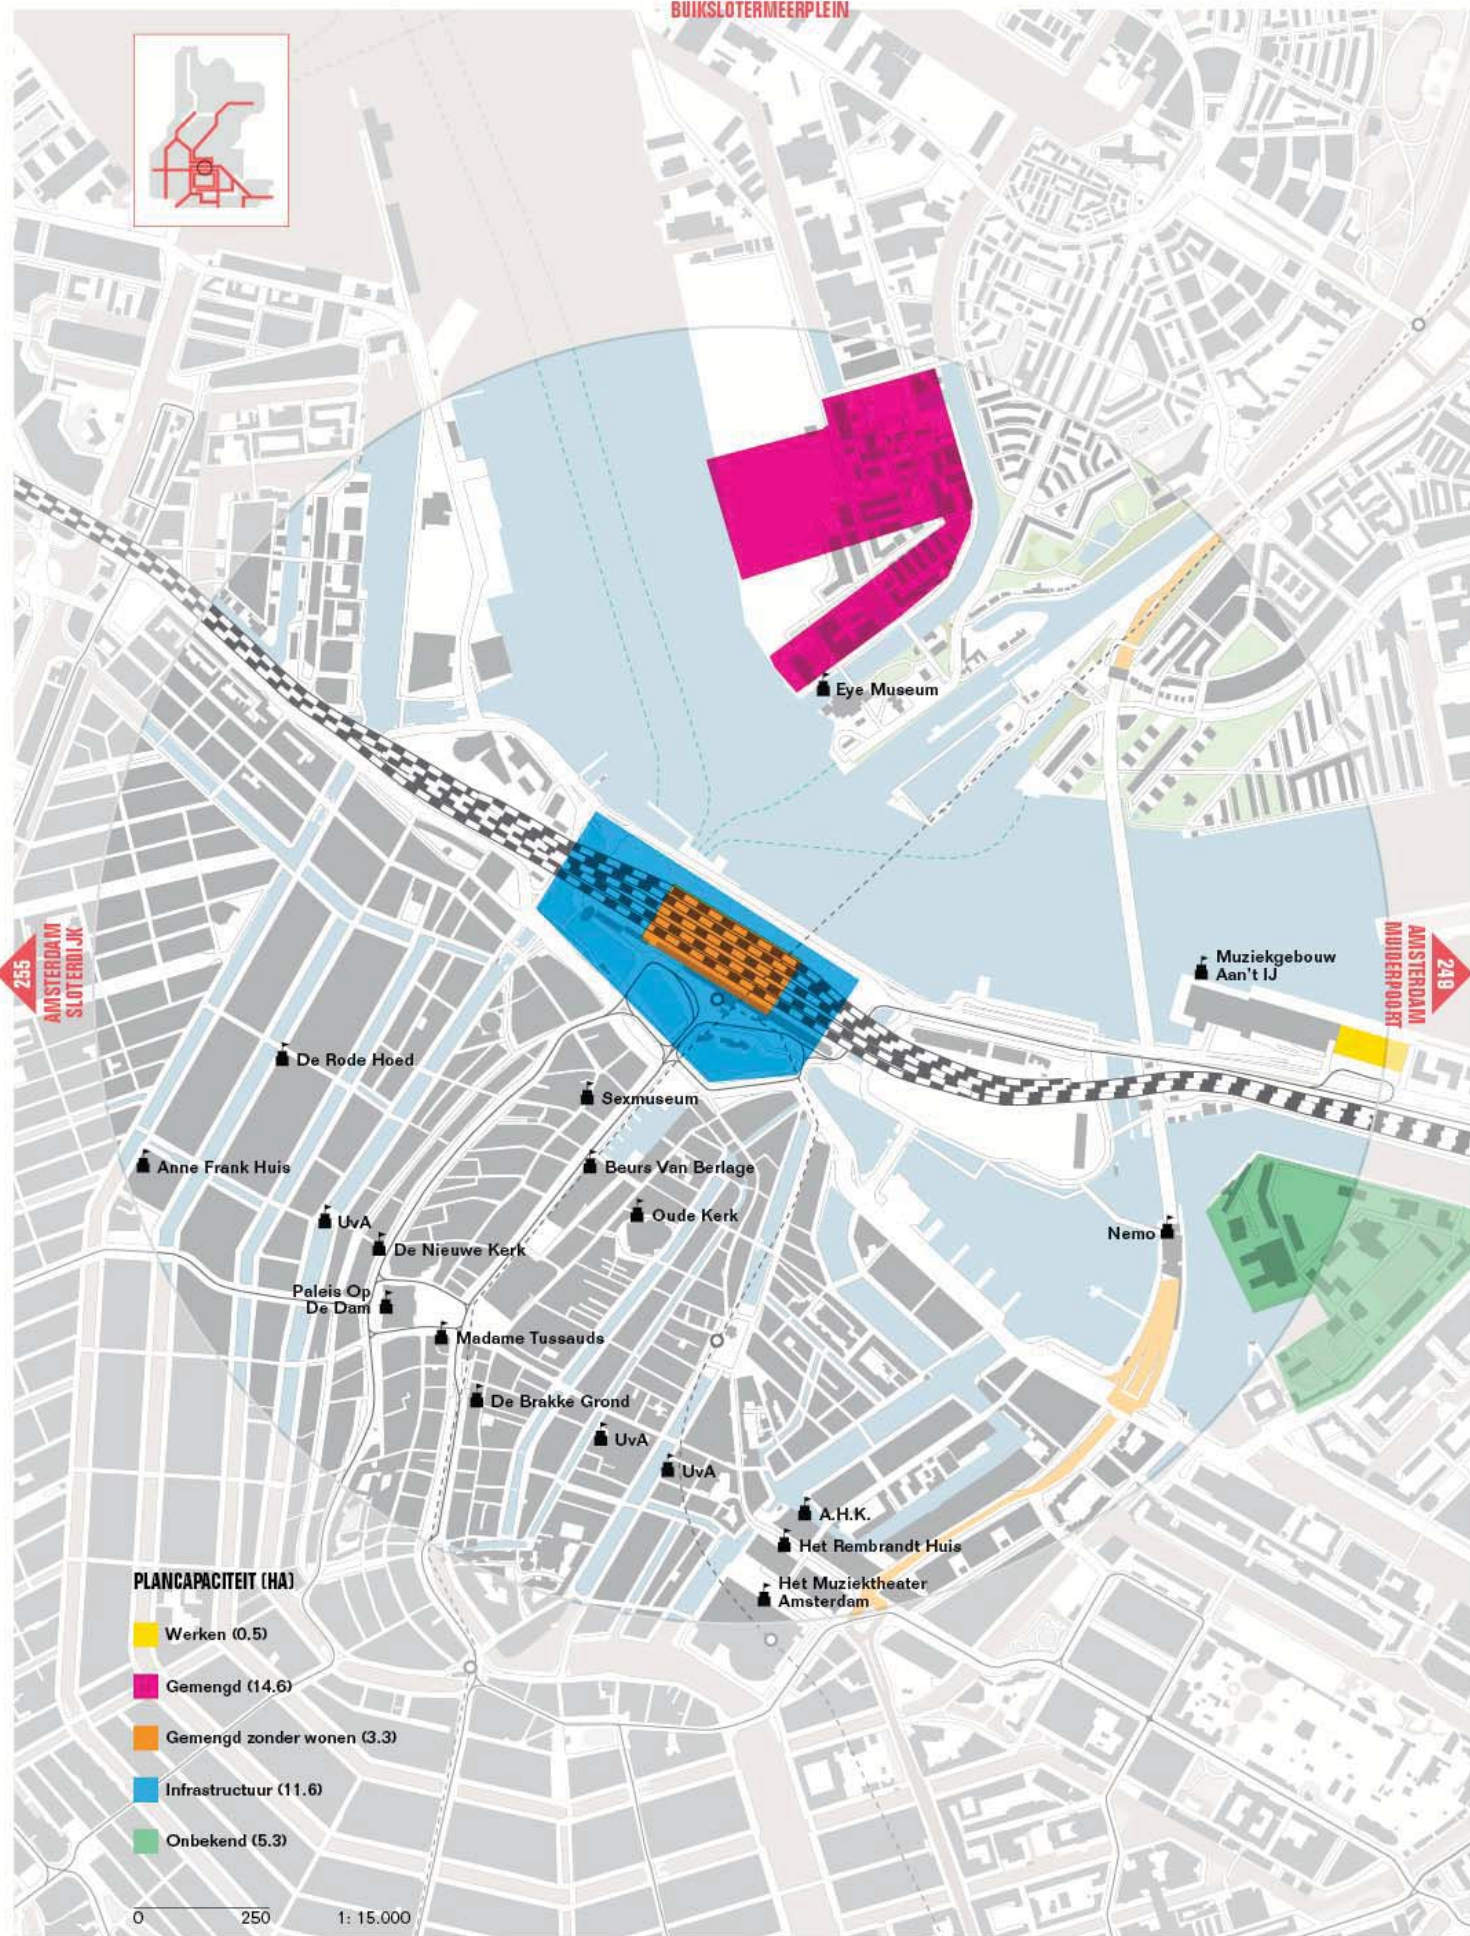 BUIKSLOTERMEERPLEIN
Eye Museum
255
AMSTERDAM
SLOTERDIJK
Muziekgebouw
Aan't IJ
AMSTERDAM
MUIDERPOORT
249
De Rode Hoed
Sexmuseum
Anne Frank Huis
Beurs Van Berlage
UvA
Oude Kerk
Nemo
De Nieuwe Kerk
Paleis Op
De Dam
Madame Tussauds
De Brakke Grond
UvA
UvA
A.H.K.
Het Rembrandt Huis
Het Muziektheater
Amsterdam
PLANCAPACITEIT (HA)
Werken (0.5)
Gemengd (14.6)
Gemengd zonder wonen (3.3)
Infrastructuur (11.6)
Onbekend (5.3)
0 250 1: 15.000